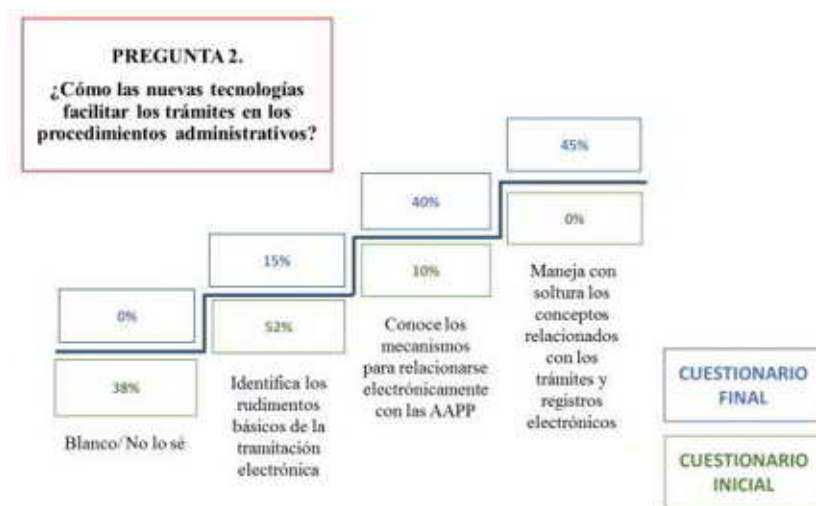 PREGUNTA 2.
¿Cómo las nuevas tecnologías
facilitar los trámites en los
procedimientos administrativos?
45%
0%
Maneja con
soltura los
conceptos
relacionados
con los
trámites y
registros
electrónicos
40%
10%
Conoce los
mecanismos
para relacionarse
electrónicamente
con las AAPP
15%
52%
Identifica los
rudimentos
básicos de la
tramitación
electrónica
0%
38%
Blanco/No lo sé
CUESTIONARIO
FINAL
CUESTIONARIO
INICIAL